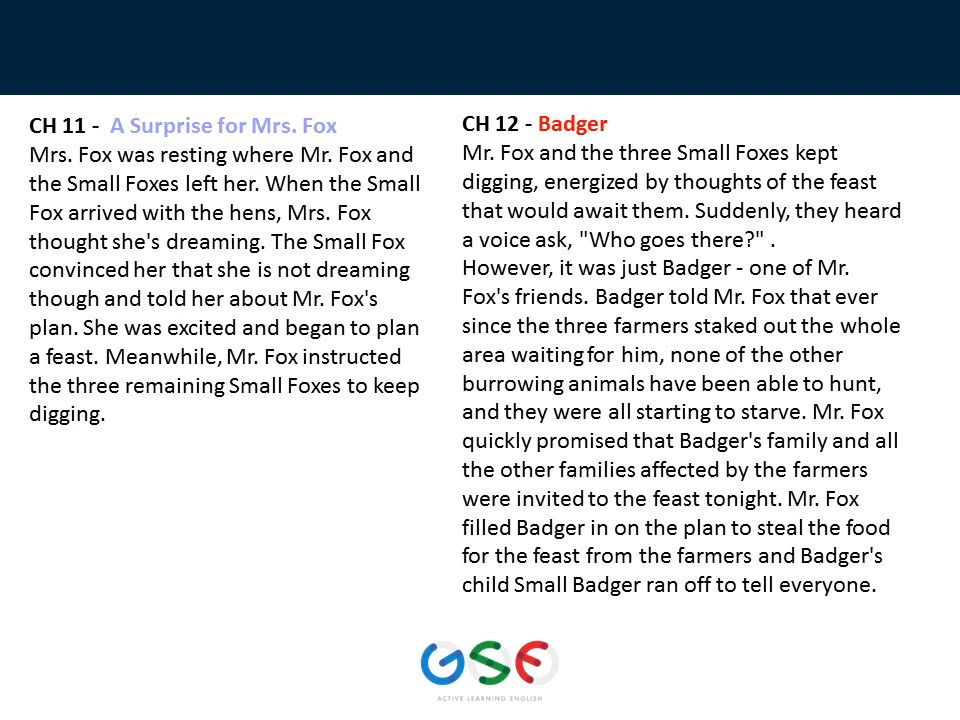 CH 11 - A Surprise for Mrs. Fox
Mrs. Fox was resting where Mr. Fox and
the Small Foxes left her. When the Small
Fox arrived with the hens, Mrs. Fox
thought she's dreaming. The Small Fox
convinced her that she is not dreaming
though and told her about Mr. Fox's
plan. She was excited and began to plan
a feast. Meanwhile, Mr. Fox instructed
the three remaining Small Foxes to keep
digging.
CH 12 - Badger
Mr. Fox and the three Small Foxes kept
digging, energized by thoughts of the feast
that would await them. Suddenly, they heard
a voice ask, "Who goes there?" .
However, it was just Badger - one of Mr.
Fox's friends. Badger told Mr. Fox that ever
since the three farmers staked out the whole
area waiting for him, none of the other
burrowing animals have been able to hunt,
and they were all starting to starve. Mr. Fox
quickly promised that Badger's family and all
the other families affected by the farmers
were invited to the feast tonight. Mr. Fox
filled Badger in on the plan to steal the food
for the feast from the farmers and Badger's
child Small Badger ran off to tell everyone.
GSF
ACTIVE LEARNING ENGLISH